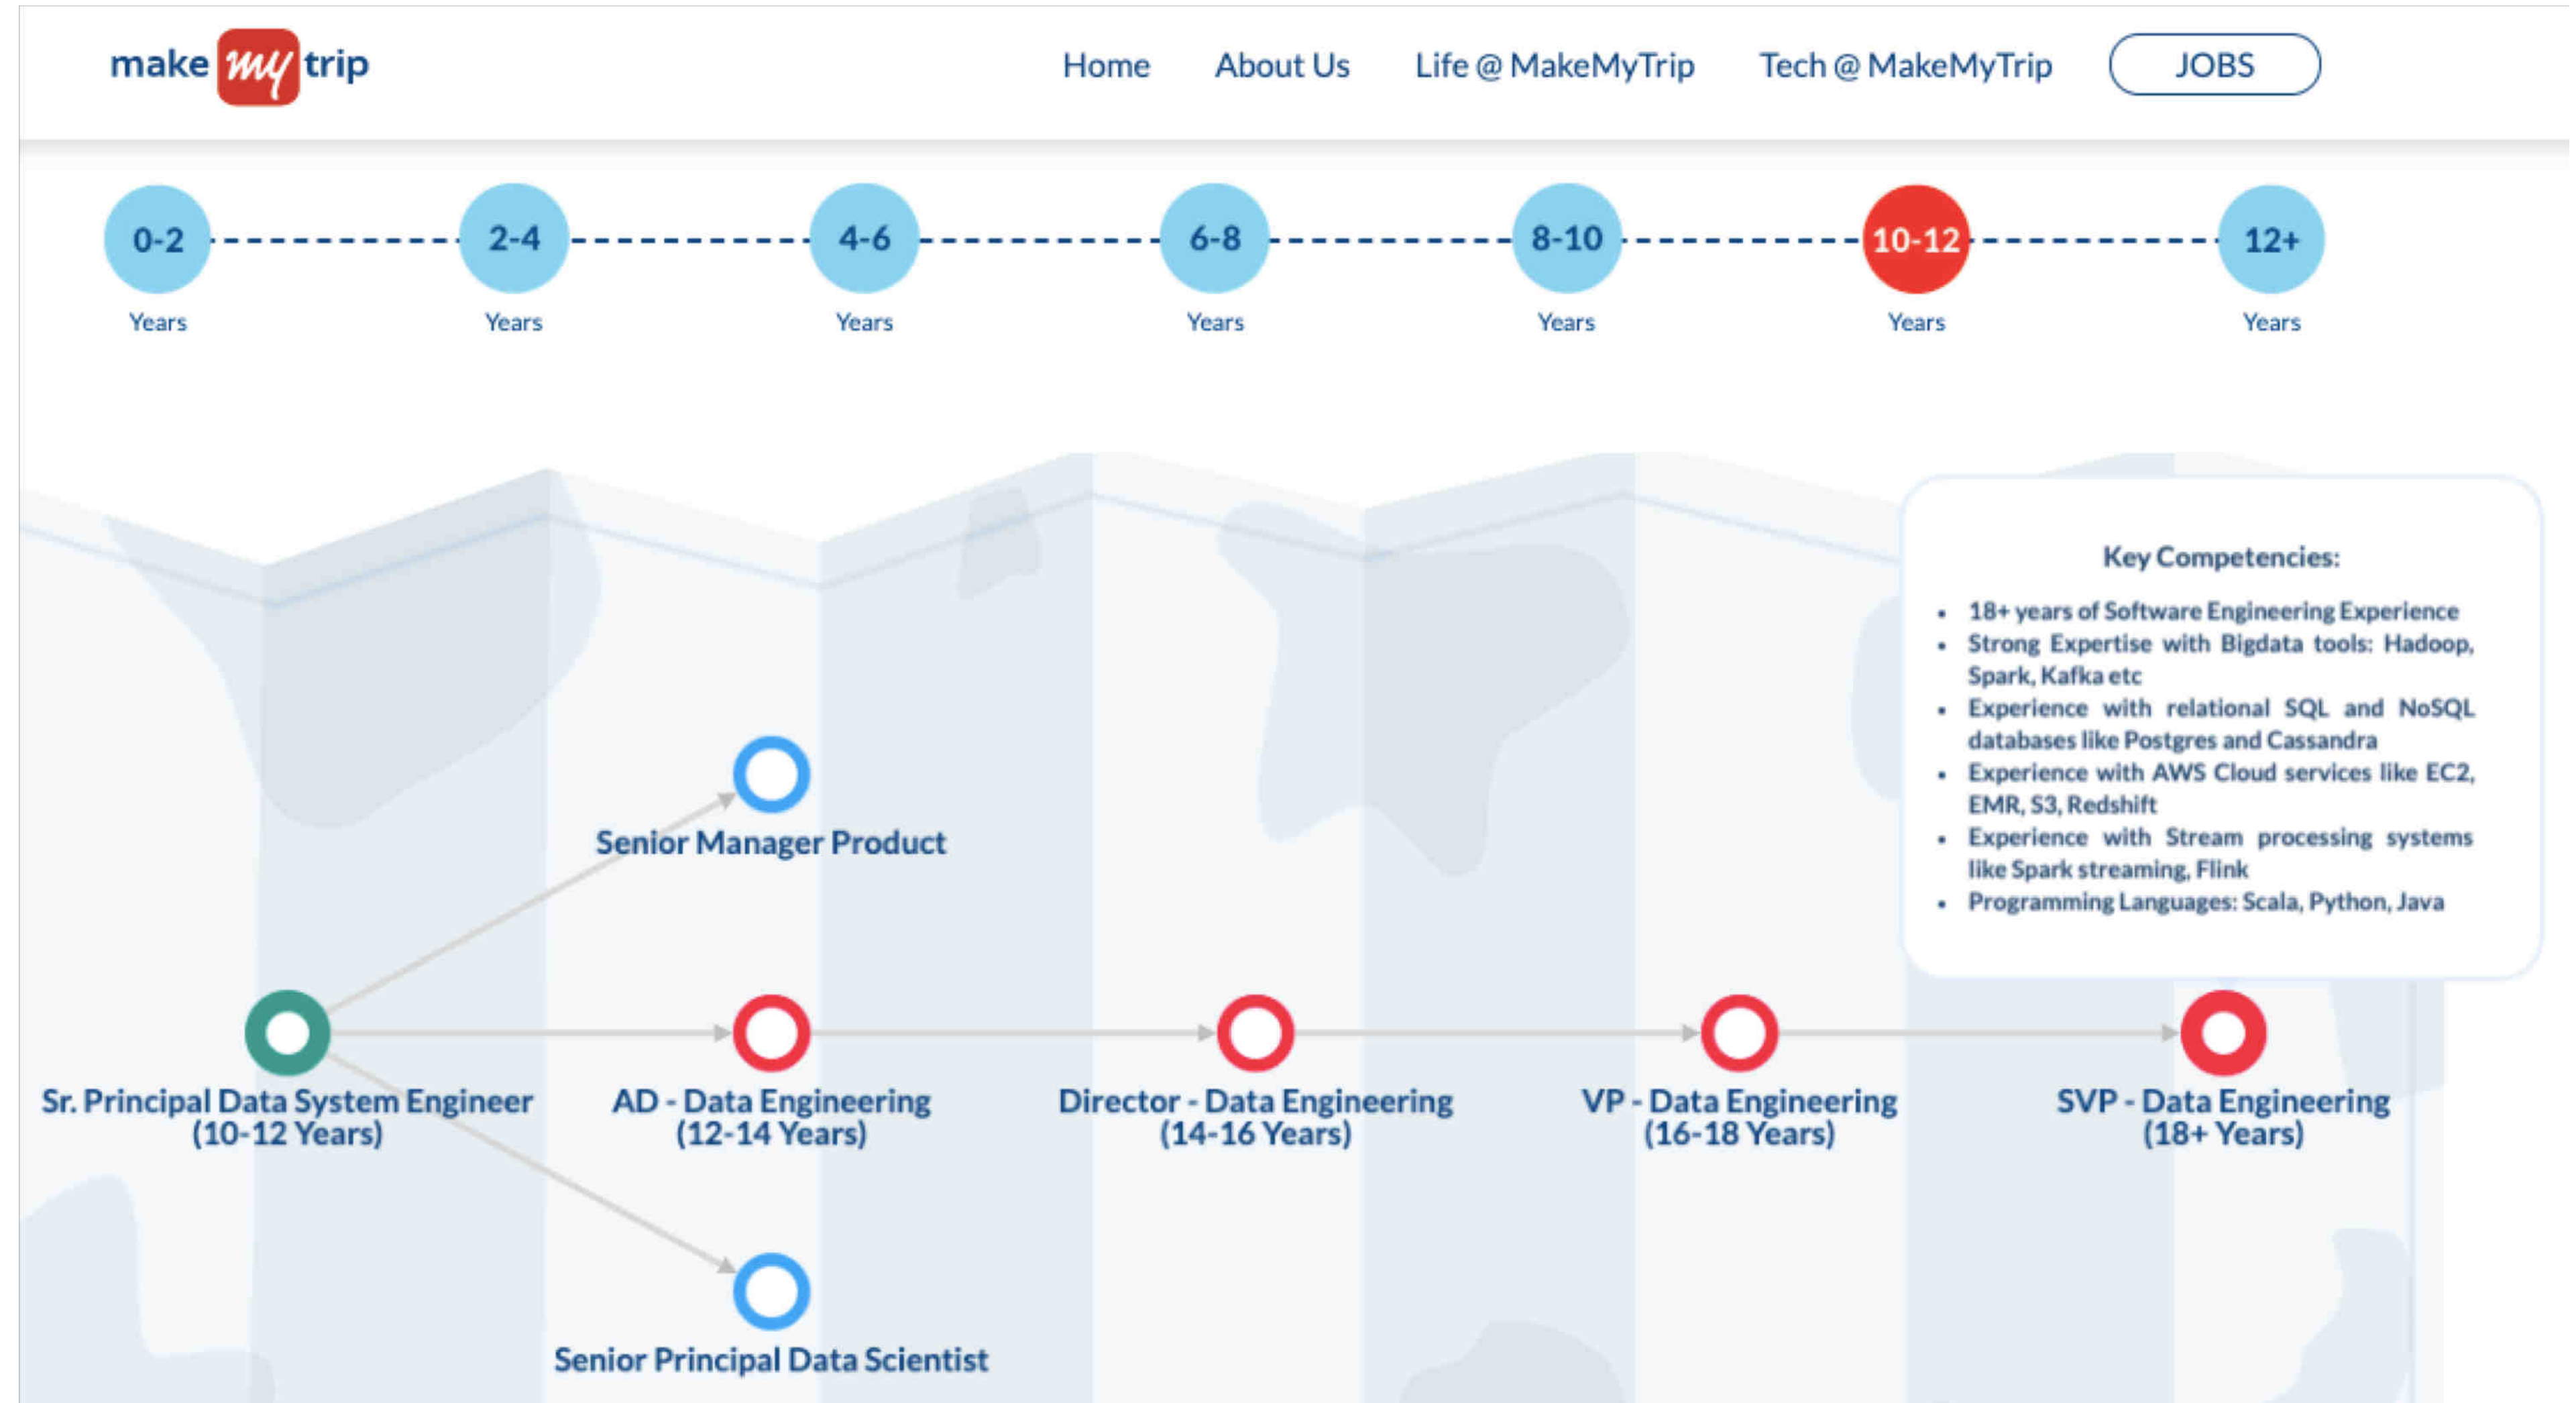 make my trip
Home About Us Life @ MakeMyTrip Tech @ MakeMyTrip JOBS
0-2 2-4 4-6 6-8 8-10 10-12 12+
Years Years Years Years Years Years Years
Key Competencies:
• 18+ years of Software Engineering Experience
• Strong Expertise with Bigdata tools: Hadoop,
Spark, Kafka etc
• Experience with relational SQL and NoSQL
databases like Postgres and Cassandra
• Experience with AWS Cloud services like EC2,
EMR, S3, Redshift
• Experience with Stream processing systems
like Spark streaming, Flink
• Programming Languages: Scala, Python, Java
Senior Manager Product
Sr. Principal Data System Engineer
(10-12 Years)
AD - Data Engineering
(12-14 Years)
Director - Data Engineering
(14-16 Years)
VP - Data Engineering
(16-18 Years)
SVP - Data Engineering
(18+ Years)
Senior Principal Data Scientist